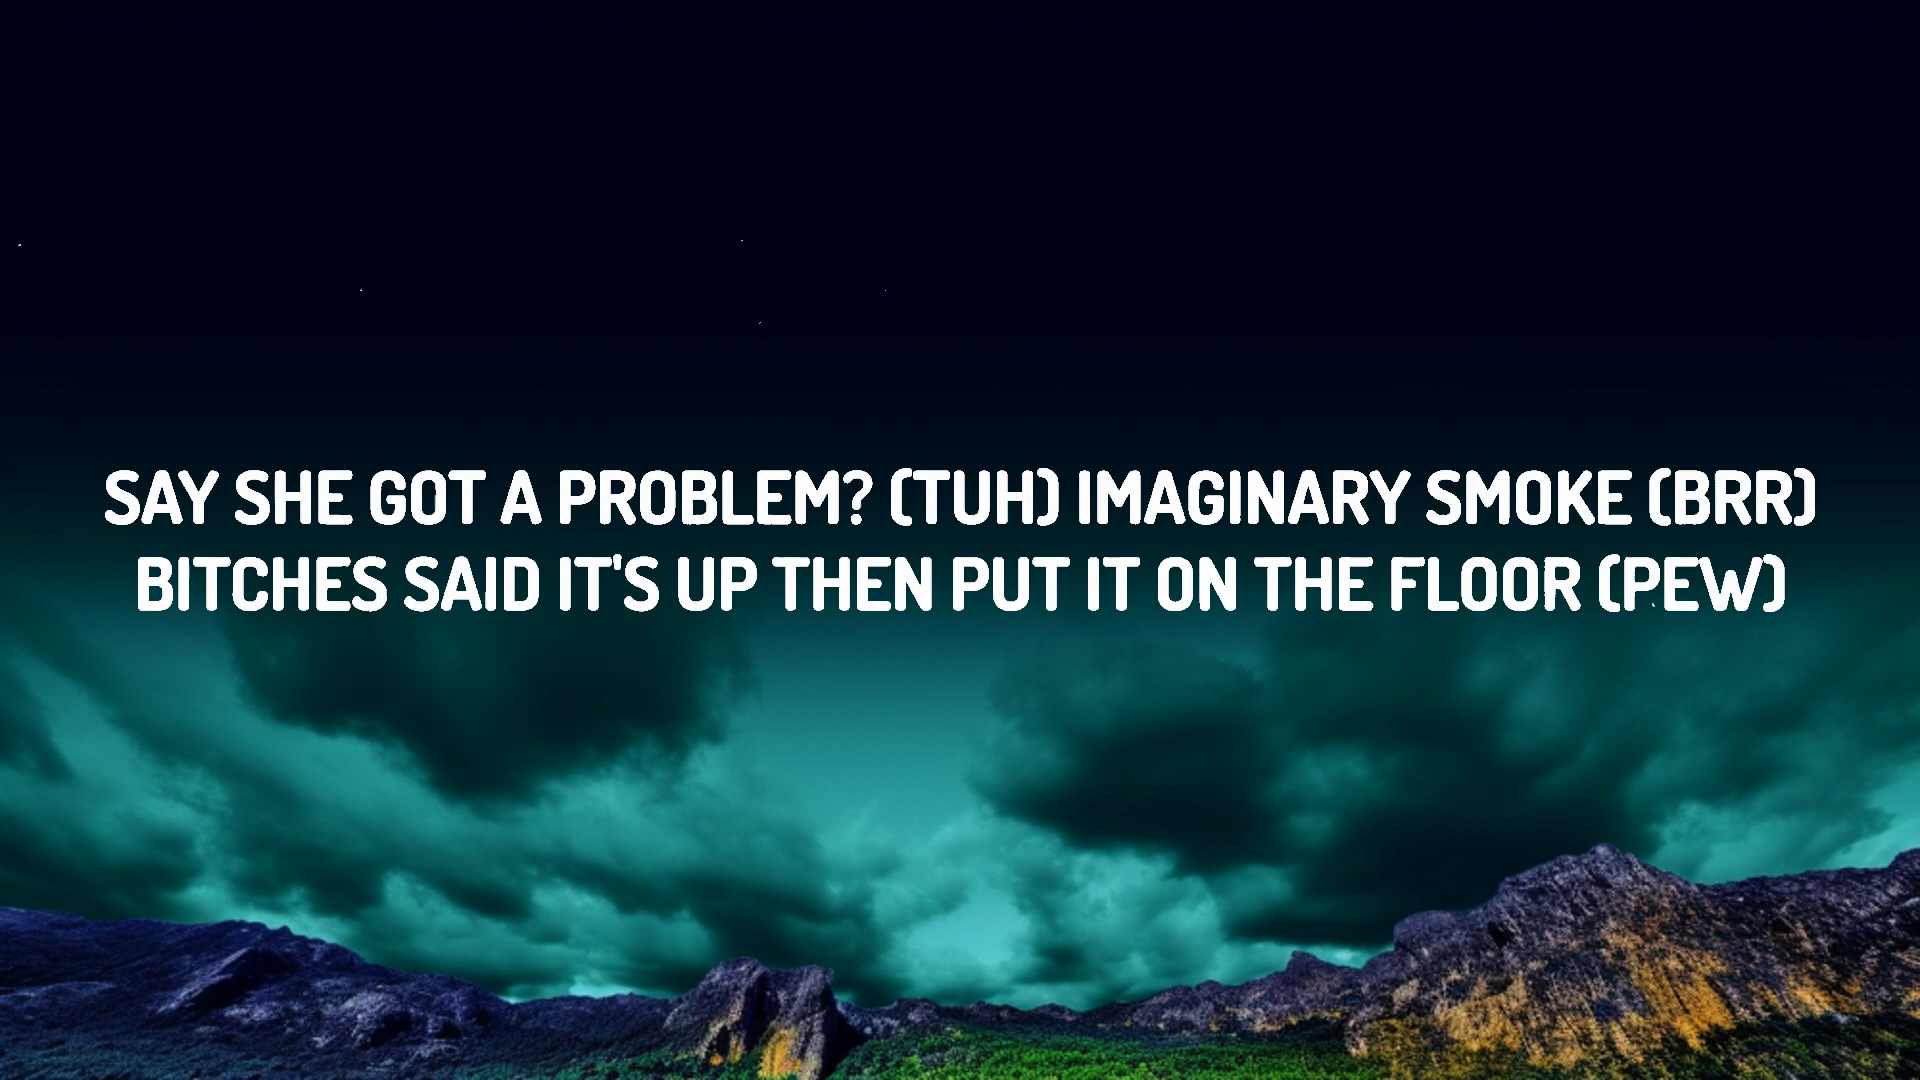 SAY SHE GOT A PROBLEM? (TUH) IMAGINARY SMOKE (BRR)
BITCHES SAID IT'S UP THEN PUT IT ON THE FLOOR (PEW)